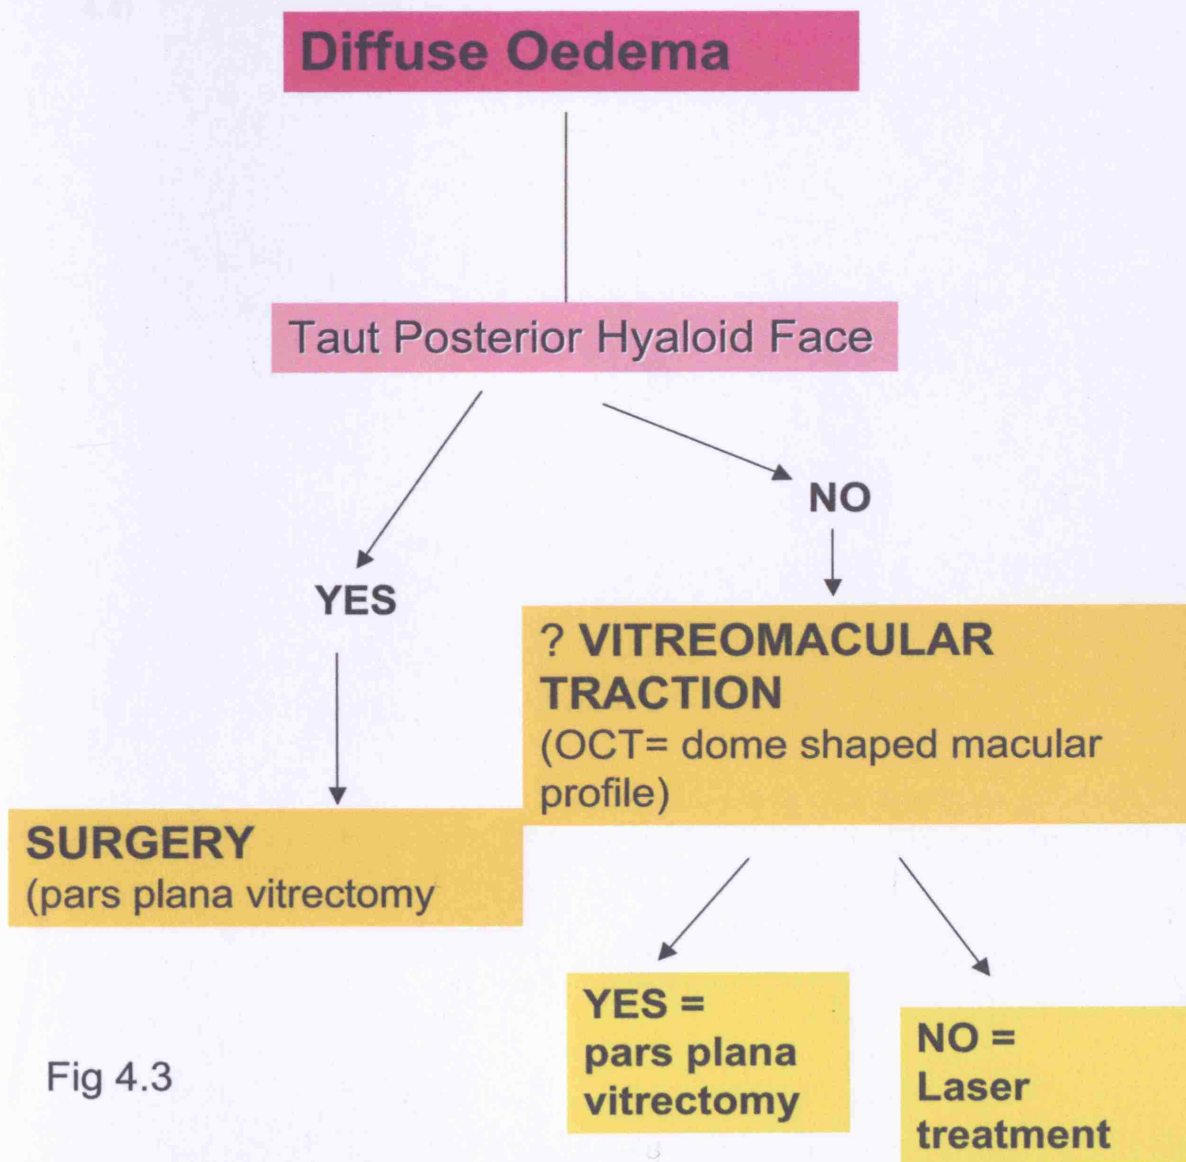 Diffuse Oedema
Taut Posterior Hyaloid Face
NO
YES
? VITREOMACULAR
TRACTION
(OCT= dome shaped macular
profile)
SURGERY
(pars plana vitrectomy
YES =
pars plana
vitrectomy
NO =
Laser
treatment
Fig 4.3